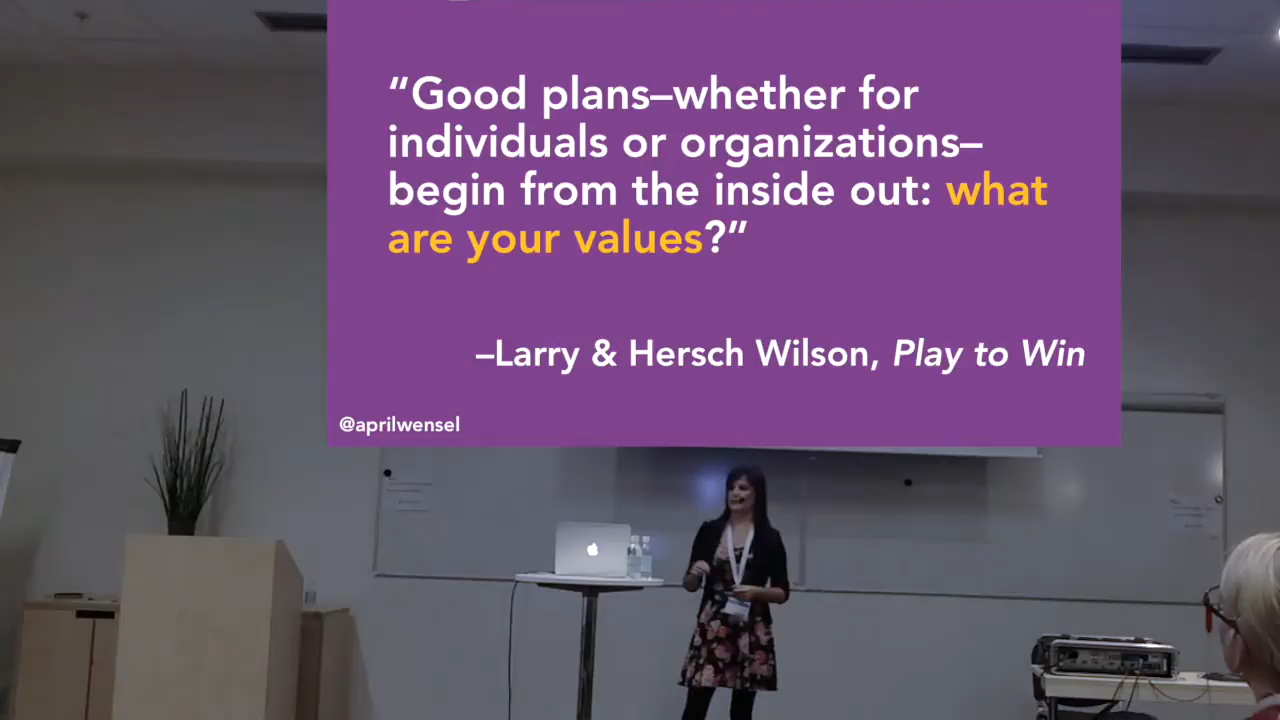 “Good plans–whether for
individuals or organizations–
begin from the inside out: what
are your values?”
–Larry & Hersch Wilson, Play to Win
@aprilwensel